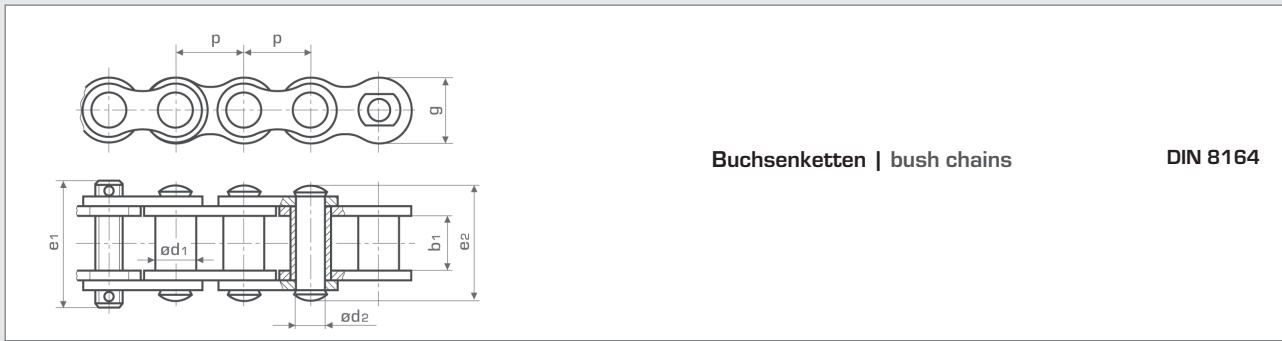 p p
g
Buchsenketten | bush chains
DIN 8164
e1
ød1
b1
e2
ød2